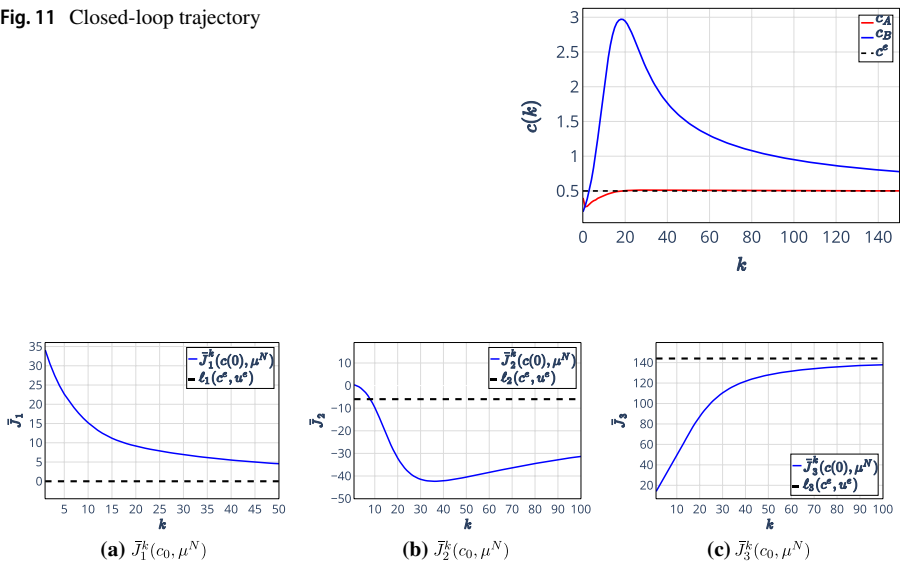 Fig. 11 Closed-loop trajectory
c(k)
3
2.5
2
1.5
1
0.5
0 20 40 60 80 100 120 140
k
c_A
c_B
c^e
J̄_1
35
30
25
20
15
10
5
0
5 10 15 20 25 30 35 40 45 50
k
J̄_1^k(c(0), μ^N)
ℓ_1(c^e, u^e)
(a) J̄_1^k(c_0, μ^N)
J̄_2
10
0
−10
−20
−30
−40
−50
10 20 30 40 50 60 70 80 90 100
k
J̄_2^k(c(0), μ^N)
ℓ_2(c^e, u^e)
(b) J̄_2^k(c_0, μ^N)
J̄_3
140
120
100
80
60
40
20
10 20 30 40 50 60 70 80 90 100
k
J̄_3^k(c(0), μ^N)
ℓ_3(c^e, u^e)
(c) J̄_3^k(c_0, μ^N)